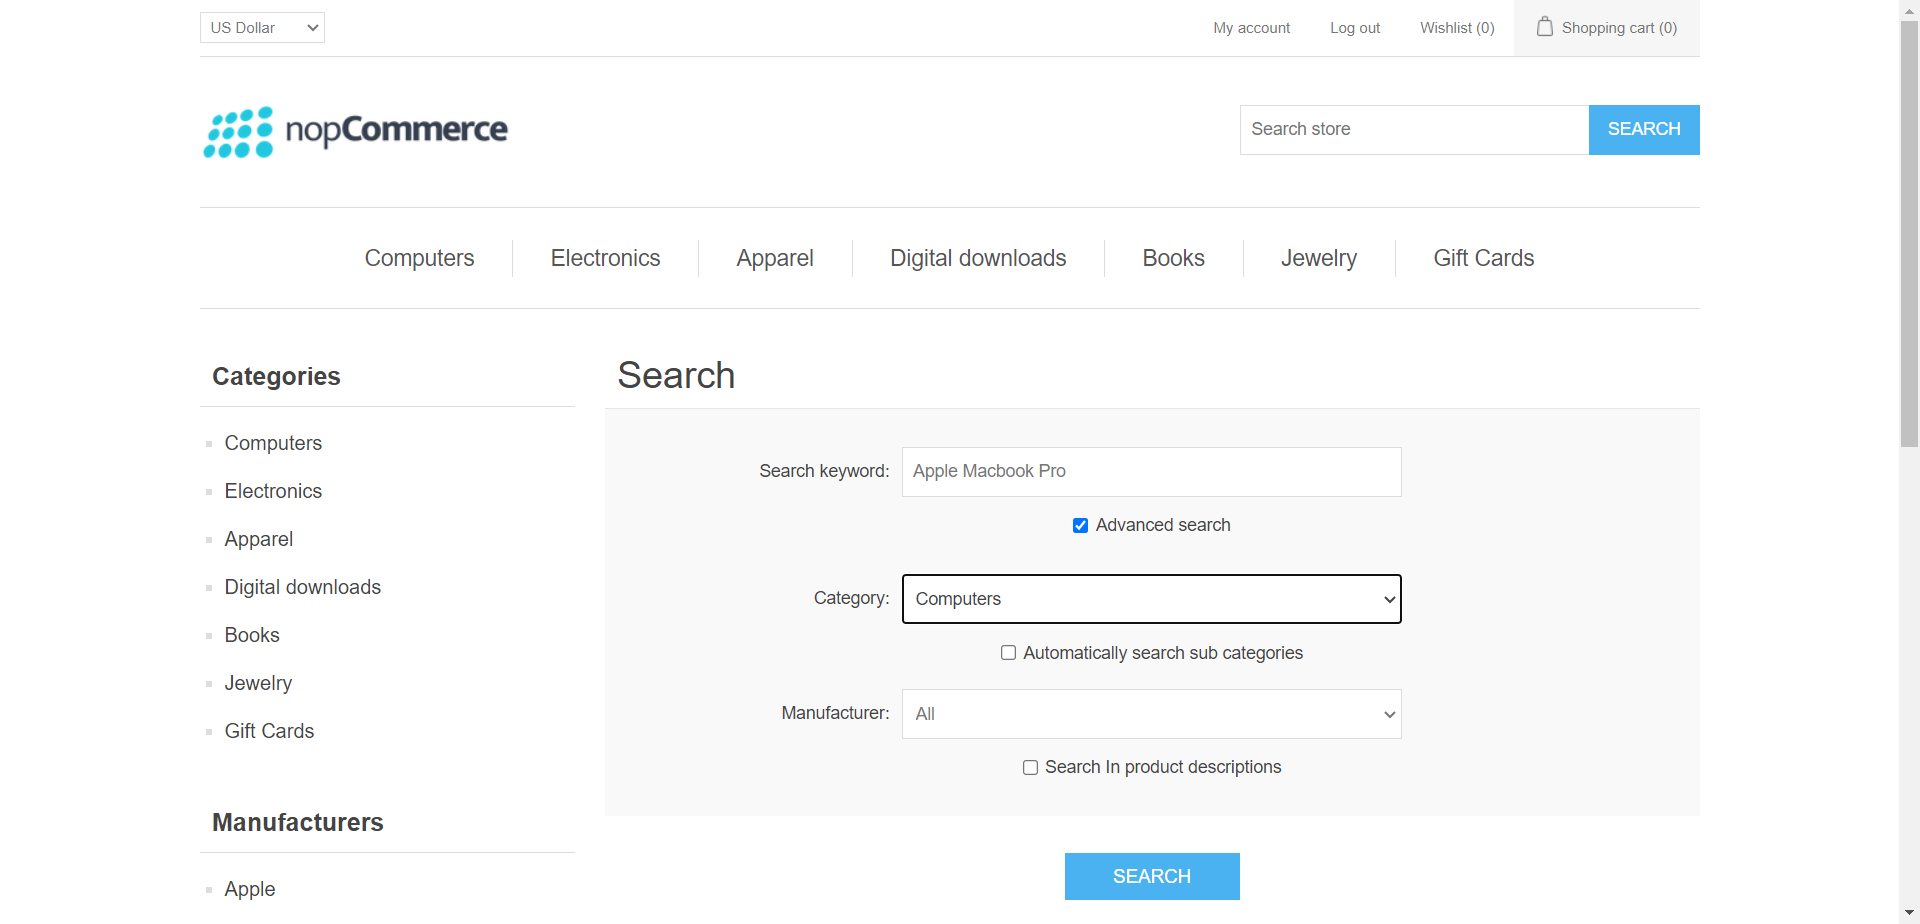 US Dollar
My account
Log out
Wishlist (0)
Shopping cart (0)
nopCommerce
Search store
SEARCH
Computers
Electronics
Apparel
Digital downloads
Books
Jewelry
Gift Cards
Categories
Computers
Electronics
Apparel
Digital downloads
Books
Jewelry
Gift Cards
Manufacturers
Apple
Search
Search keyword: Apple Macbook Pro
Advanced search
Category: Computers
Automatically search sub categories
Manufacturer: All
Search In product descriptions
SEARCH